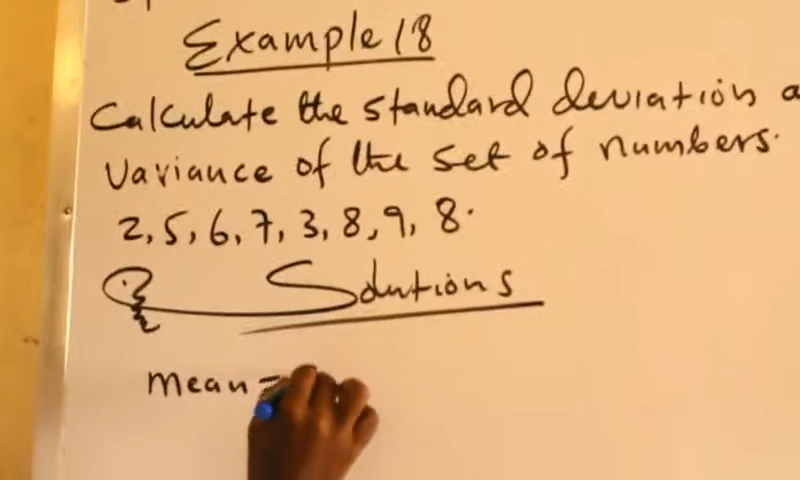 Example 18
Calculate the standard deviation a
Variance of the set of numbers.
2, 5, 6, 7, 3, 8, 9, 8.
Solutions
mean =